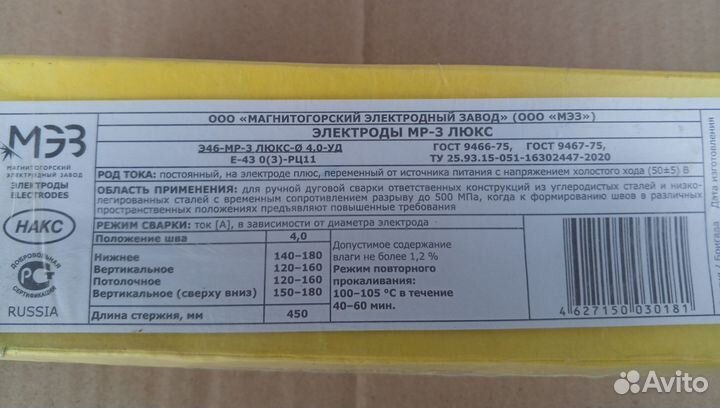 ООО «МАГНИТОГОРСКИЙ ЭЛЕКТРОДНЫЙ ЗАВОД» (ООО «МЭЗ»)
ЭЛЕКТРОДЫ МР-3 ЛЮКС
МЭЗ
МАГНИТОГОРСКИЙ
ЭЛЕКТРОДНЫЙ ЗАВОД
ЭЛЕКТРОДЫ
ELECTRODES
НАКС
ДОБРОВОЛЬНАЯ
РСТ
СЕРТИФИКАЦИЯ
RUSSIA
Э46-МР-3 ЛЮКС-Ø 4,0-УД
Е-43 0(3)-РЦ11
ГОСТ 9466-75, ГОСТ 9467-75,
ТУ 25.93.15-051-16302447-2020
РОД ТОКА: постоянный, на электроде плюс, переменный от источника питания с напряжением холостого хода (50±5) В
ОБЛАСТЬ ПРИМЕНЕНИЯ: для ручной дуговой сварки ответственных конструкций из углеродистых сталей и низко-
легированных сталей с временным сопротивлением разрыву до 500 МПа, когда к формированию швов в различных
пространственных положениях предъявляют повышенные требования
РЕЖИМ СВАРКИ: ток [А], в зависимости от диаметра электрода
Положение шва 4,0
Нижнее 140-180
Вертикальное 120-160
Потолочное 120-160
Вертикальное (сверху вниз) 150-180
Длина стержия, мм 450
Допустимое содержание
влаги не более 1,2 %
Режим повторного
прокаливания:
100-105 °С в течение
40-60 мин.
4 627150 030181
Дата изготовления
Avito